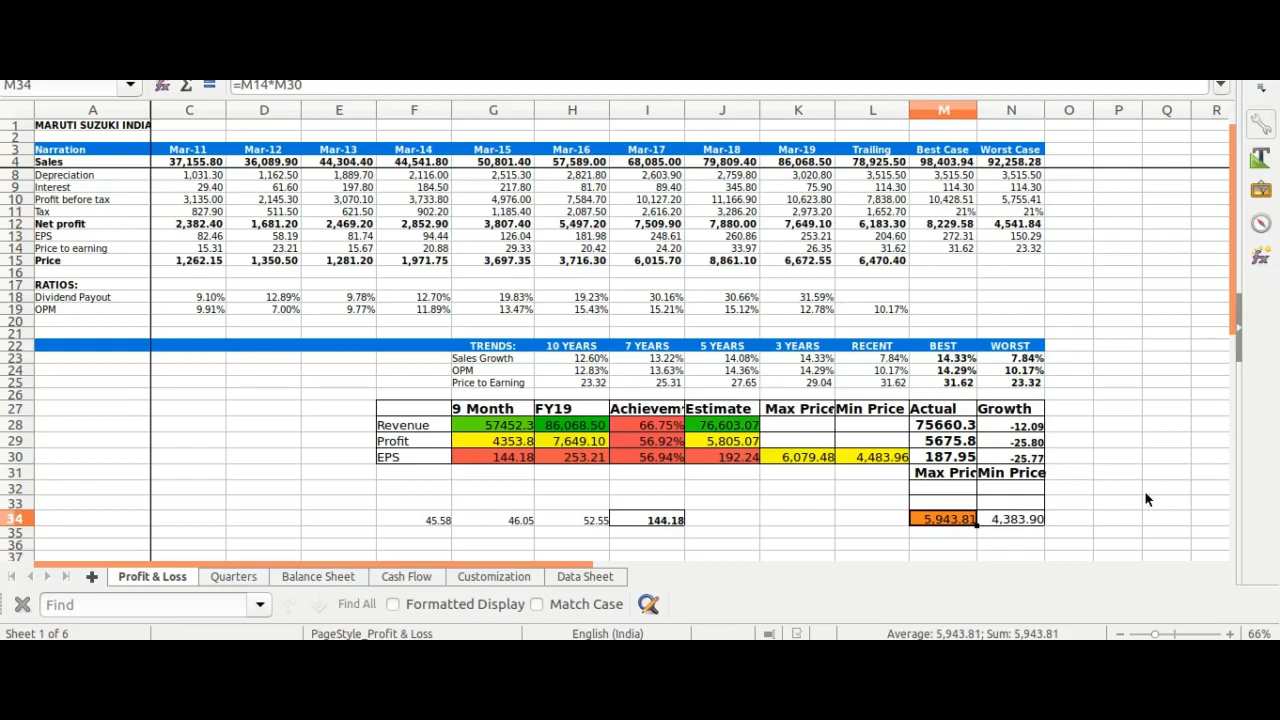 M34 =M14*M30
A C D E F G H I J K L M N O P Q R
1 MARUTI SUZUKI INDIA
2
3 Narration Mar-11 Mar-12 Mar-13 Mar-14 Mar-15 Mar-16 Mar-17 Mar-18 Mar-19 Trailing Best Case Worst Case
4 Sales 37,155.80 36,089.90 44,304.40 44,541.80 50,801.40 57,589.00 68,085.00 79,809.40 86,068.50 78,925.50 98,403.94 92,258.28
8 Depreciation 1,031.30 1,162.50 1,889.70 2,116.00 2,515.30 2,821.80 2,603.90 2,759.80 3,020.80 3,515.50 3,515.50 3,515.50
9 Interest 29.40 61.60 197.80 184.50 217.80 81.70 89.40 345.80 75.90 114.30 114.30 114.30
10 Profit before tax 3,135.00 2,145.30 3,070.10 3,733.80 4,976.00 7,584.70 10,127.20 11,166.90 10,623.80 7,838.00 10,428.51 5,755.41
11 Tax 827.90 511.50 621.50 902.20 1,185.40 2,087.50 2,616.20 3,286.20 2,973.20 1,652.70 21% 21%
12 Net profit 2,382.40 1,681.20 2,469.20 2,852.90 3,807.40 5,497.20 7,509.90 7,880.00 7,649.10 6,183.30 8,229.58 4,541.84
13 EPS 82.46 58.19 81.74 94.44 126.04 181.98 248.61 260.86 253.21 204.60 272.31 150.29
14 Price to earning 15.31 23.21 15.67 20.88 29.33 20.42 24.20 33.97 26.35 31.62 31.62 23.32
15 Price 1,262.15 1,350.50 1,281.20 1,971.75 3,697.35 3,716.30 6,015.70 8,861.10 6,672.55 6,470.40
16
17 RATIOS:
18 Dividend Payout 9.10% 12.89% 9.78% 12.70% 19.83% 19.23% 30.16% 30.66% 31.59%
19 OPM 9.91% 7.00% 9.77% 11.89% 13.47% 15.43% 15.21% 15.12% 12.78% 10.17%
20
21
22 TRENDS: 10 YEARS 7 YEARS 5 YEARS 3 YEARS RECENT BEST WORST
23 Sales Growth 12.60% 13.22% 14.08% 14.33% 7.84% 14.33% 7.84%
24 OPM 12.83% 13.63% 14.36% 14.29% 10.17% 14.29% 10.17%
25 Price to Earning 23.32 25.31 27.65 29.04 31.62 31.62 23.32
26
27 9 Month FY19 Achievem Estimate Max Price Min Price Actual Growth
28 Revenue 57452.3 86,068.50 66.75% 76,603.07 75660.3 -12.09
29 Profit 4353.8 7,649.10 56.92% 5,805.07 5675.8 -25.80
30 EPS 144.18 253.21 56.94% 192.24 6,079.48 4,483.96 187.95 -25.77
31 Max Pric Min Price
32
33
34 45.58 46.05 52.55 144.18 5,943.81 4,383.90
35
36
37
Profit & Loss Quarters Balance Sheet Cash Flow Customization Data Sheet
Find Find All Formatted Display Match Case
Sheet 1 of 6 PageStyle_Profit & Loss English (India) Average: 5,943.81; Sum: 5,943.81 66%